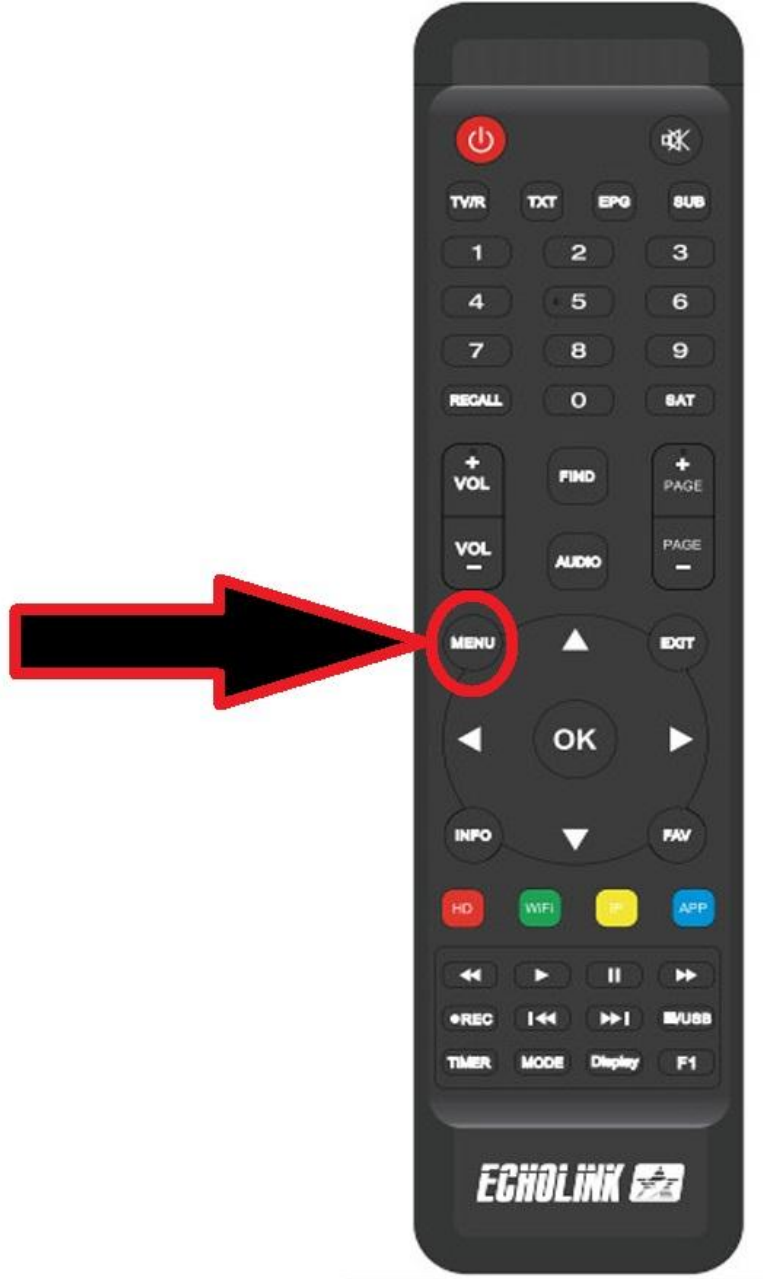 TV/R TXT EPG SUB
1 2 3
4 5 6
7 8 9
RECALL 0 SAT
+ VOL FIND + PAGE
VOL - AUDIO PAGE -
MENU EXIT
OK
INFO FAV
HD WiFi IP APP
REC /USB
TIMER MODE Display F1
ECHOLINK